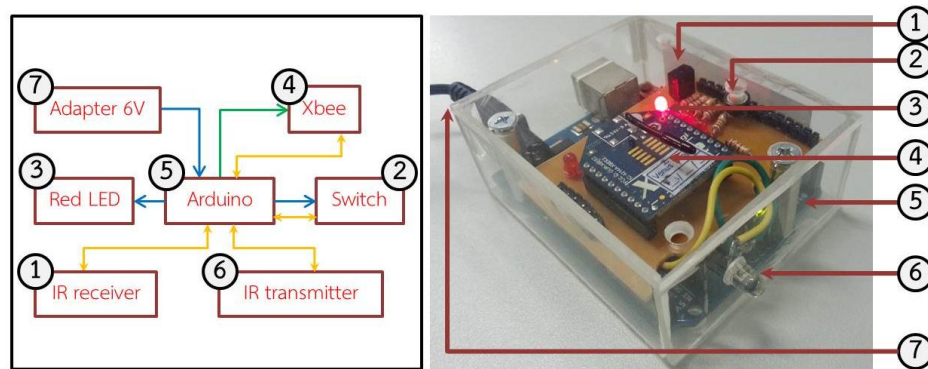 7
Adapter 6V
4
Xbee
3
Red LED
5
Arduino
2
Switch
1
IR receiver
6
IR transmitter
1
2
3
4
5
6
7